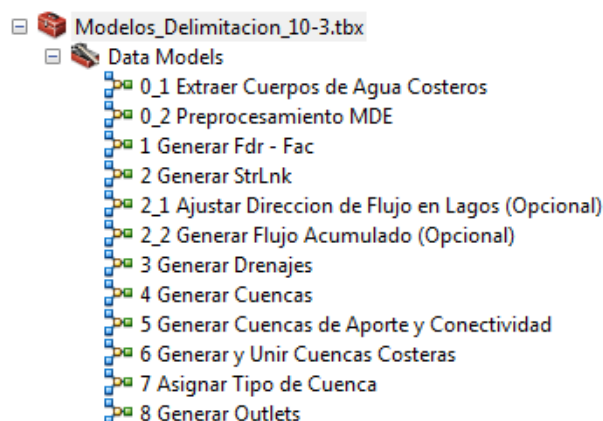 Modelos_Delimitacion_10-3.tbx
Data Models
0_1 Extraer Cuerpos de Agua Costeros
0_2 Preprocesamiento MDE
1 Generar Fdr - Fac
2 Generar StrLnk
2_1 Ajustar Direccion de Flujo en Lagos (Opcional)
2_2 Generar Flujo Acumulado (Opcional)
3 Generar Drenajes
4 Generar Cuencas
5 Generar Cuencas de Aporte y Conectividad
6 Generar y Unir Cuencas Costeras
7 Asignar Tipo de Cuenca
8 Generar Outlets